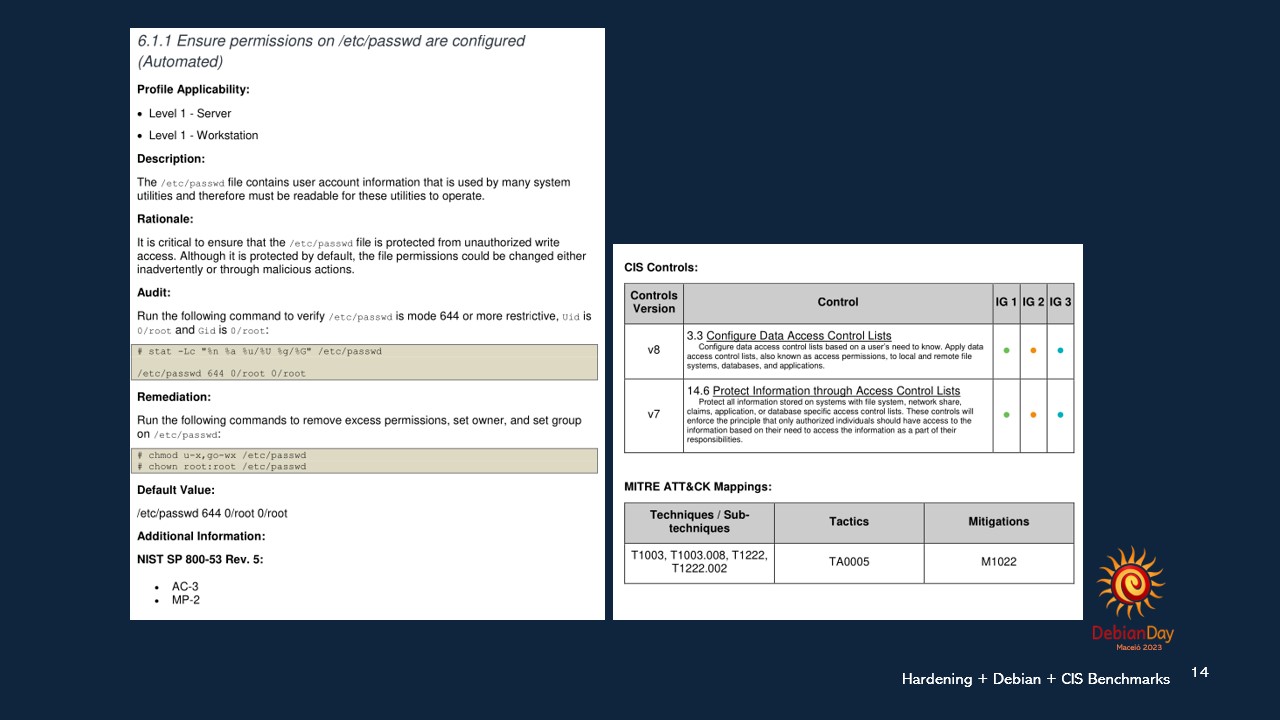 6.1.1 Ensure permissions on /etc/passwd are configured
(Automated)
Profile Applicability:
• Level 1 - Server
• Level 1 - Workstation
Description:
The /etc/passwd file contains user account information that is used by many system
utilities and therefore must be readable for these utilities to operate.
Rationale:
It is critical to ensure that the /etc/passwd file is protected from unauthorized write
access. Although it is protected by default, the file permissions could be changed either
inadvertently or through malicious actions.
Audit:
Run the following command to verify /etc/passwd is mode 644 or more restrictive, Uid is
0/root and Gid is 0/root:
# stat -Lc "%n %a %u/%U %g/%G" /etc/passwd
/etc/passwd 644 0/root 0/root
Remediation:
Run the following commands to remove excess permissions, set owner, and set group
on /etc/passwd:
# chmod u-x,go-wx /etc/passwd
# chown root:root /etc/passwd
Default Value:
/etc/passwd 644 0/root 0/root
Additional Information:
NIST SP 800-53 Rev. 5:
• AC-3
• MP-2
CIS Controls:
Controls Version Control IG 1 IG 2 IG 3
v8
3.3 Configure Data Access Control Lists
Configure data access control lists based on a user's need to know. Apply data
access control lists, also known as access permissions, to local and remote file
systems, databases, and applications.
● ● ●
v7
14.6 Protect Information through Access Control Lists
Protect all information stored on systems with file system, network share,
claims, application, or database specific access control lists. These controls will
enforce the principle that only authorized individuals should have access to the
information based on their need to access the information as a part of their
responsibilities.
● ● ●
MITRE ATT&CK Mappings:
Techniques / Sub-
techniques
Tactics
Mitigations
T1003, T1003.008, T1222,
T1222.002
TA0005
M1022
DebianDay
Maceió 2023
Hardening + Debian + CIS Benchmarks
14